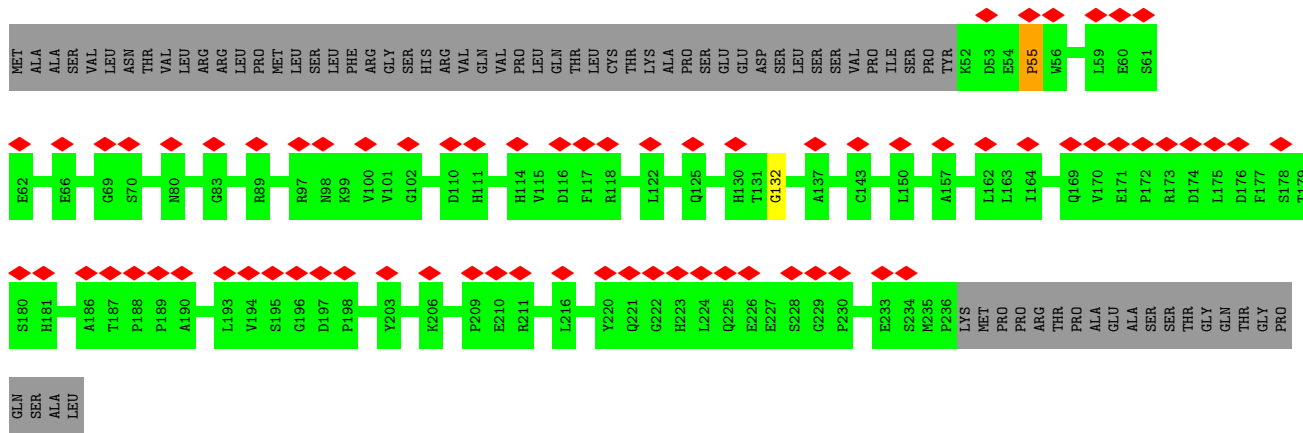 MET ALA ALA SER VAL LEU ASN THR VAL LEU ARG ARG LEU PRO MET LEU SER LEU PHE ARG GLY SER HIS ARG VAL GLN VAL PRO LEU GLN THR LEU CYS THR LYS ALA PRO SER GLU GLU ASP SER LEU SER SER VAL PRO ILE SER PRO TYR K52 D53 E54 P55 W56 L59 E60 S61
E62 E66 G69 S70 N80 G83 R89 R97 N98 K99 V100 V101 G102 D110 H111 H114 V115 D116 F117 R118 L122 Q125 H130 T131 G132 A137 C143 L150 A157 L162 L163 I164 Q169 V170 E171 P172 R173 D174 L175 D176 F177 S178 T179
S180 H181 A186 T187 P188 P189 A190 L193 V194 S195 G196 D197 P198 Y203 K206 P209 E210 R211 L216 Y220 Q221 G222 H223 L224 Q225 E226 E227 S228 G229 P230 E233 S234 M235 P236 LYS MET PRO PRO ARG THR PRO ALA GLU ALA SER SER THR GLY GLN THR GLY PRO
GLN SER ALA LEU